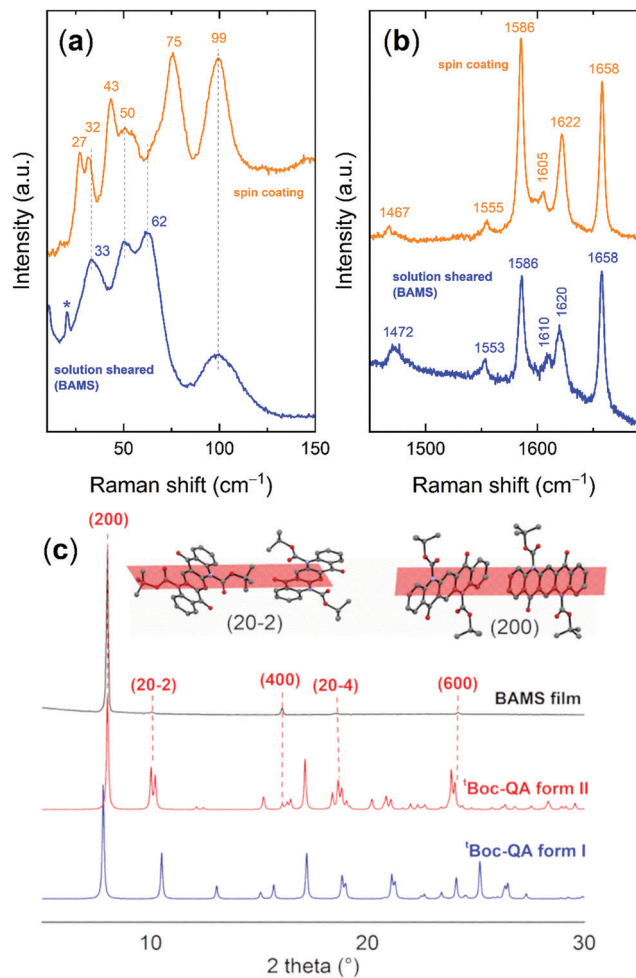 (a)
27
32
43
50
75
99
spin coating
33
62
*
solution sheared
(BAMS)
Intensity (a.u.)
50
100
150
Raman shift (cm⁻¹)
(b)
1586
1658
spin coating
1622
1605
1467
1555
1586
1658
solution sheared
(BAMS)
1472
1553
1610
1620
Intensity (a.u.)
1500
1600
Raman shift (cm⁻¹)
(c)
(200)
(20-2)
(200)
(20-2)
(400)
(20-4)
(600)
BAMS film
ᵗBoc-QA form II
ᵗBoc-QA form I
10
20
30
2 theta (°)